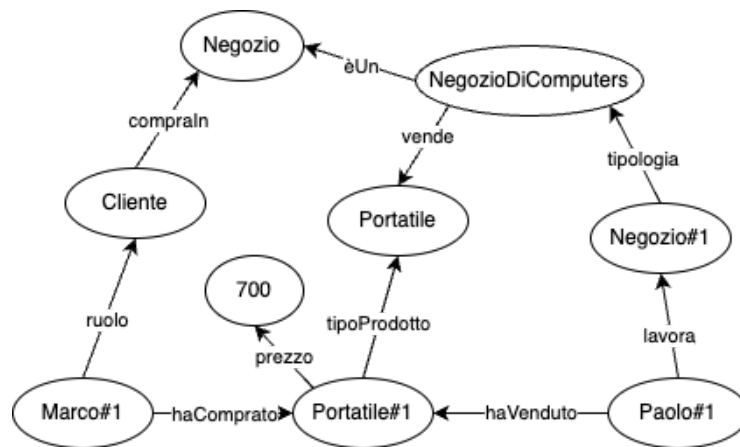 Negozio
èUn
NegozioDiComputers
compraIn
vende
tipologia
Cliente
Portatile
Negozio#1
700
ruolo
tipoProdotto
prezzo
lavora
Marco#1
haComprato
Portatile#1
haVenduto
Paolo#1